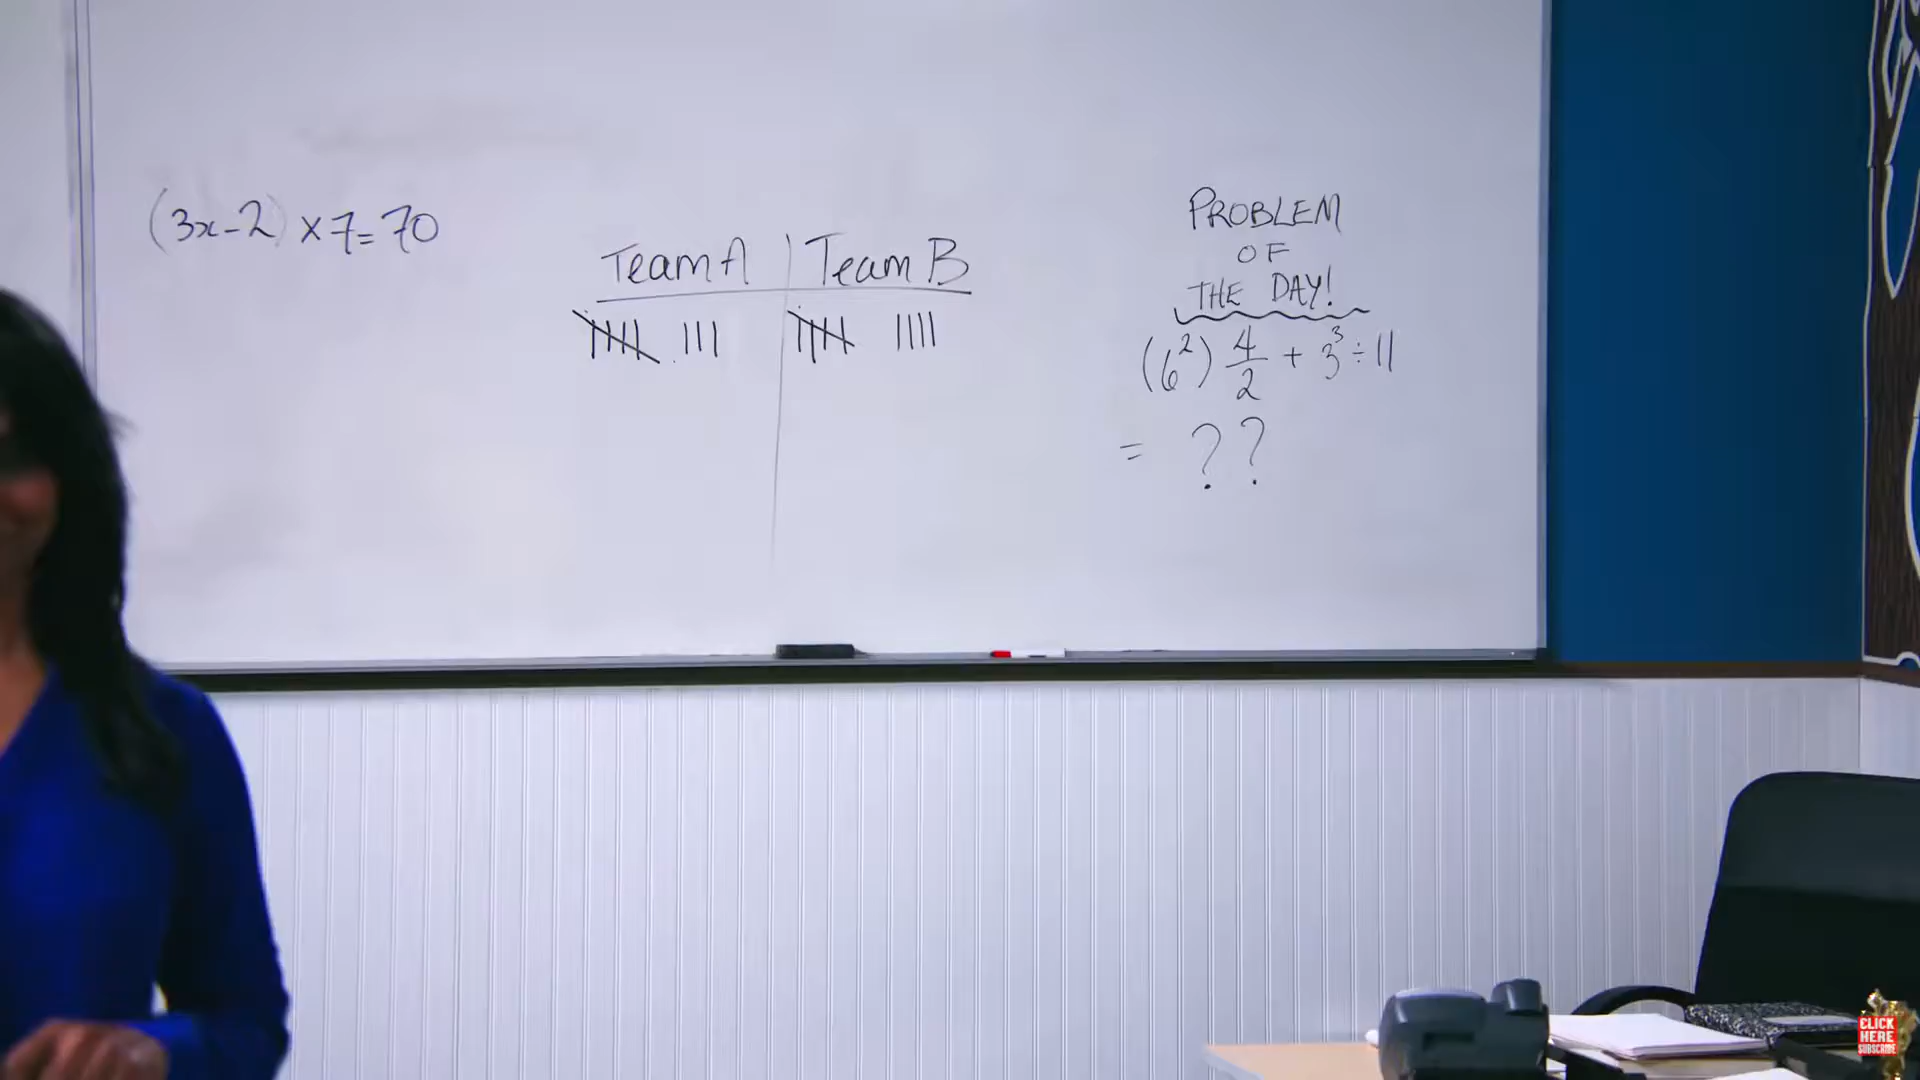 (3x-2) x 7 = 70
Team A | Team B
PROBLEM
OF
THE DAY!
(6²) 4/2 + 3³ ÷ 11
= ??
CLICK
HERE
SUBSCRIBE